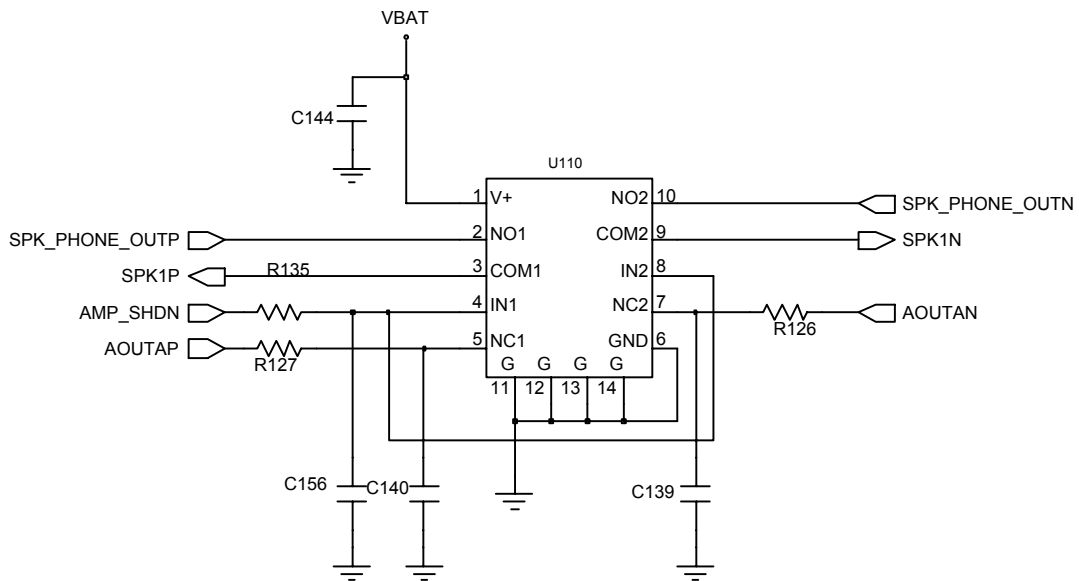 VBAT
C144
U110
1 V+ NO2 10 SPK_PHONE_OUTN
SPK_PHONE_OUTP 2 NO1 COM2 9 SPK1N
SPK1P R135 3 COM1 IN2 8
AMP_SHDN 4 IN1 NC2 7 R126 AOUTAN
AOUTAP R127 5 NC1 GND 6
G G G G
11 12 13 14
C156 C140 C139